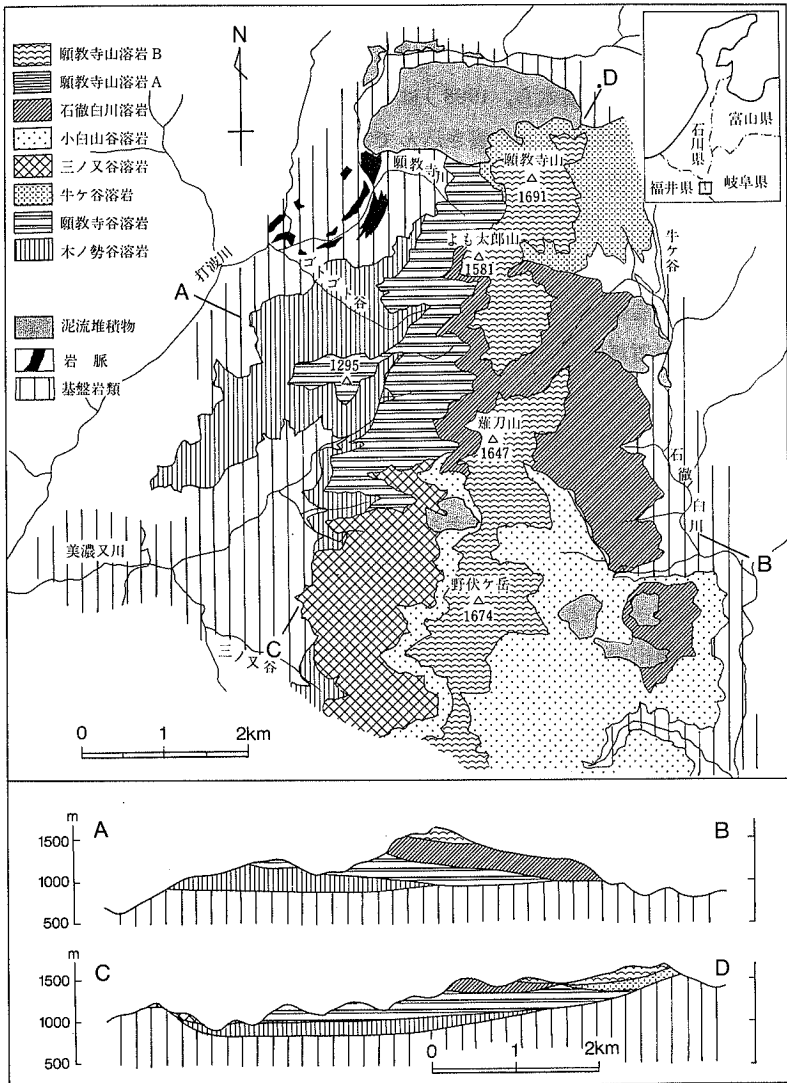 願教寺山溶岩B
願教寺山溶岩A
石徹白川溶岩
小白山谷溶岩
三ノ又谷溶岩
牛ケ谷溶岩
願教寺谷溶岩
木ノ勢谷溶岩
泥流堆積物
岩脈
基盤岩類
N
D
富山県
石川県
福井県
岐阜県
願教寺川
願教寺山
1691
よも太郎山
1581
牛ケ谷
打波川
ゴトゴト谷
A
1295
薙刀山
1647
石徹白川
B
美濃又川
野伏ケ岳
1674
C
三ノ又谷
0 1 2km
m
A
B
1500
1000
500
m
C
D
1500
1000
500
0 1 2km